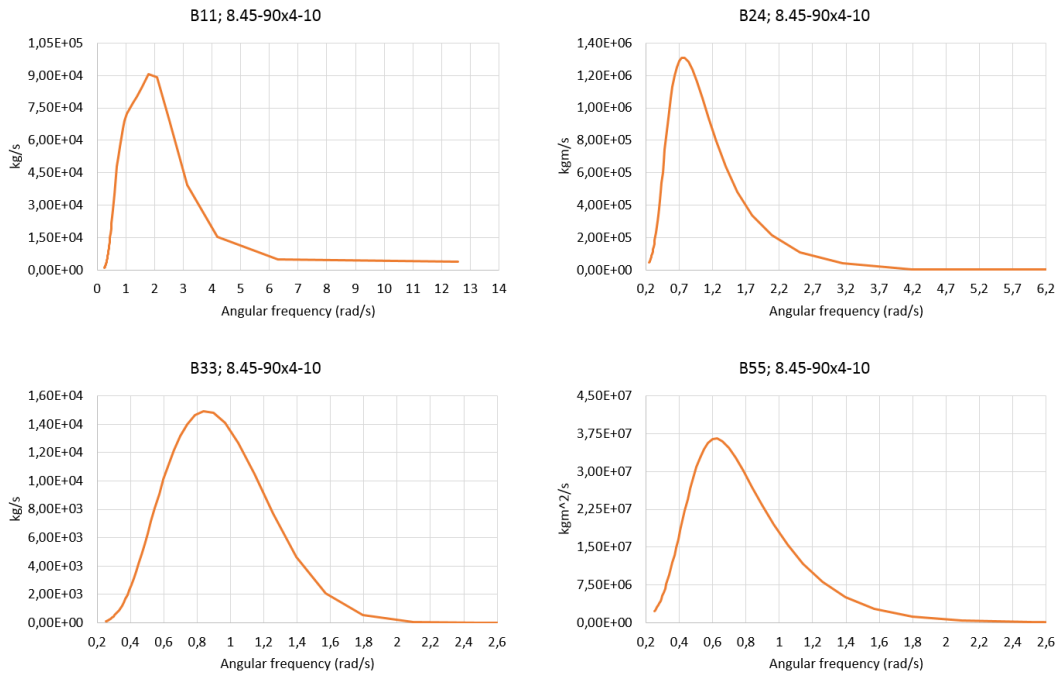 B11; 8.45-90x4-10
1,05E+05
9,00E+04
7,50E+04
6,00E+04
4,50E+04
3,00E+04
1,50E+04
0,00E+00
kg/s
0 1 2 3 4 5 6 7 8 9 10 11 12 13 14
Angular frequency (rad/s)
B24; 8.45-90x4-10
1,40E+06
1,20E+06
1,00E+06
8,00E+05
6,00E+05
4,00E+05
2,00E+05
0,00E+00
kgm/s
0,2 0,7 1,2 1,7 2,2 2,7 3,2 3,7 4,2 4,7 5,2 5,7 6,2
Angular frequency (rad/s)
B33; 8.45-90x4-10
1,60E+04
1,40E+04
1,20E+04
1,00E+04
8,00E+03
6,00E+03
4,00E+03
2,00E+03
0,00E+00
kg/s
0,2 0,4 0,6 0,8 1 1,2 1,4 1,6 1,8 2 2,2 2,4 2,6
Angular frequency (rad/s)
B55; 8.45-90x4-10
4,50E+07
3,75E+07
3,00E+07
2,25E+07
1,50E+07
7,50E+06
0,00E+00
kgm^2/s
0,2 0,4 0,6 0,8 1 1,2 1,4 1,6 1,8 2 2,2 2,4 2,6
Angular frequency (rad/s)